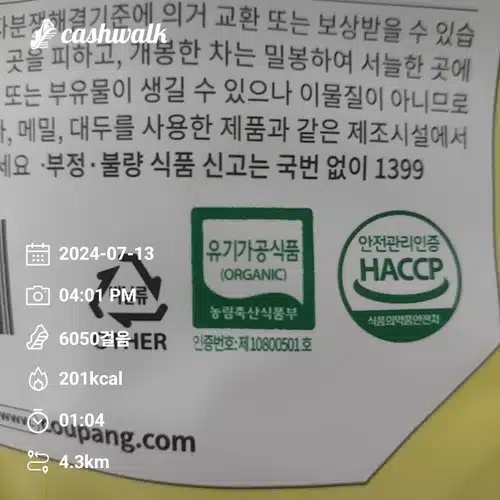 cashwalk
자분쟁해결기준에 의거 교환 또는 보상받을 수 있습
곳을 피하고, 개봉한 차는 밀봉하여 서늘한 곳에
또는 부유물이 생길 수 있으나 이물질이 아니므로
, 메밀, 대두를 사용한 제품과 같은 제조시설에서
세요 ·부정·불량 식품 신고는 국번 없이 1399
유기가공식품
(ORGANIC)
농림축산식품부
인증번호: 제10800501호
안전관리인증
HACCP
식품의약품안전처
분류
OTHER
2024-07-13
04:01 PM
6050걸음
201kcal
01:04
4.3km
www.coupang.com